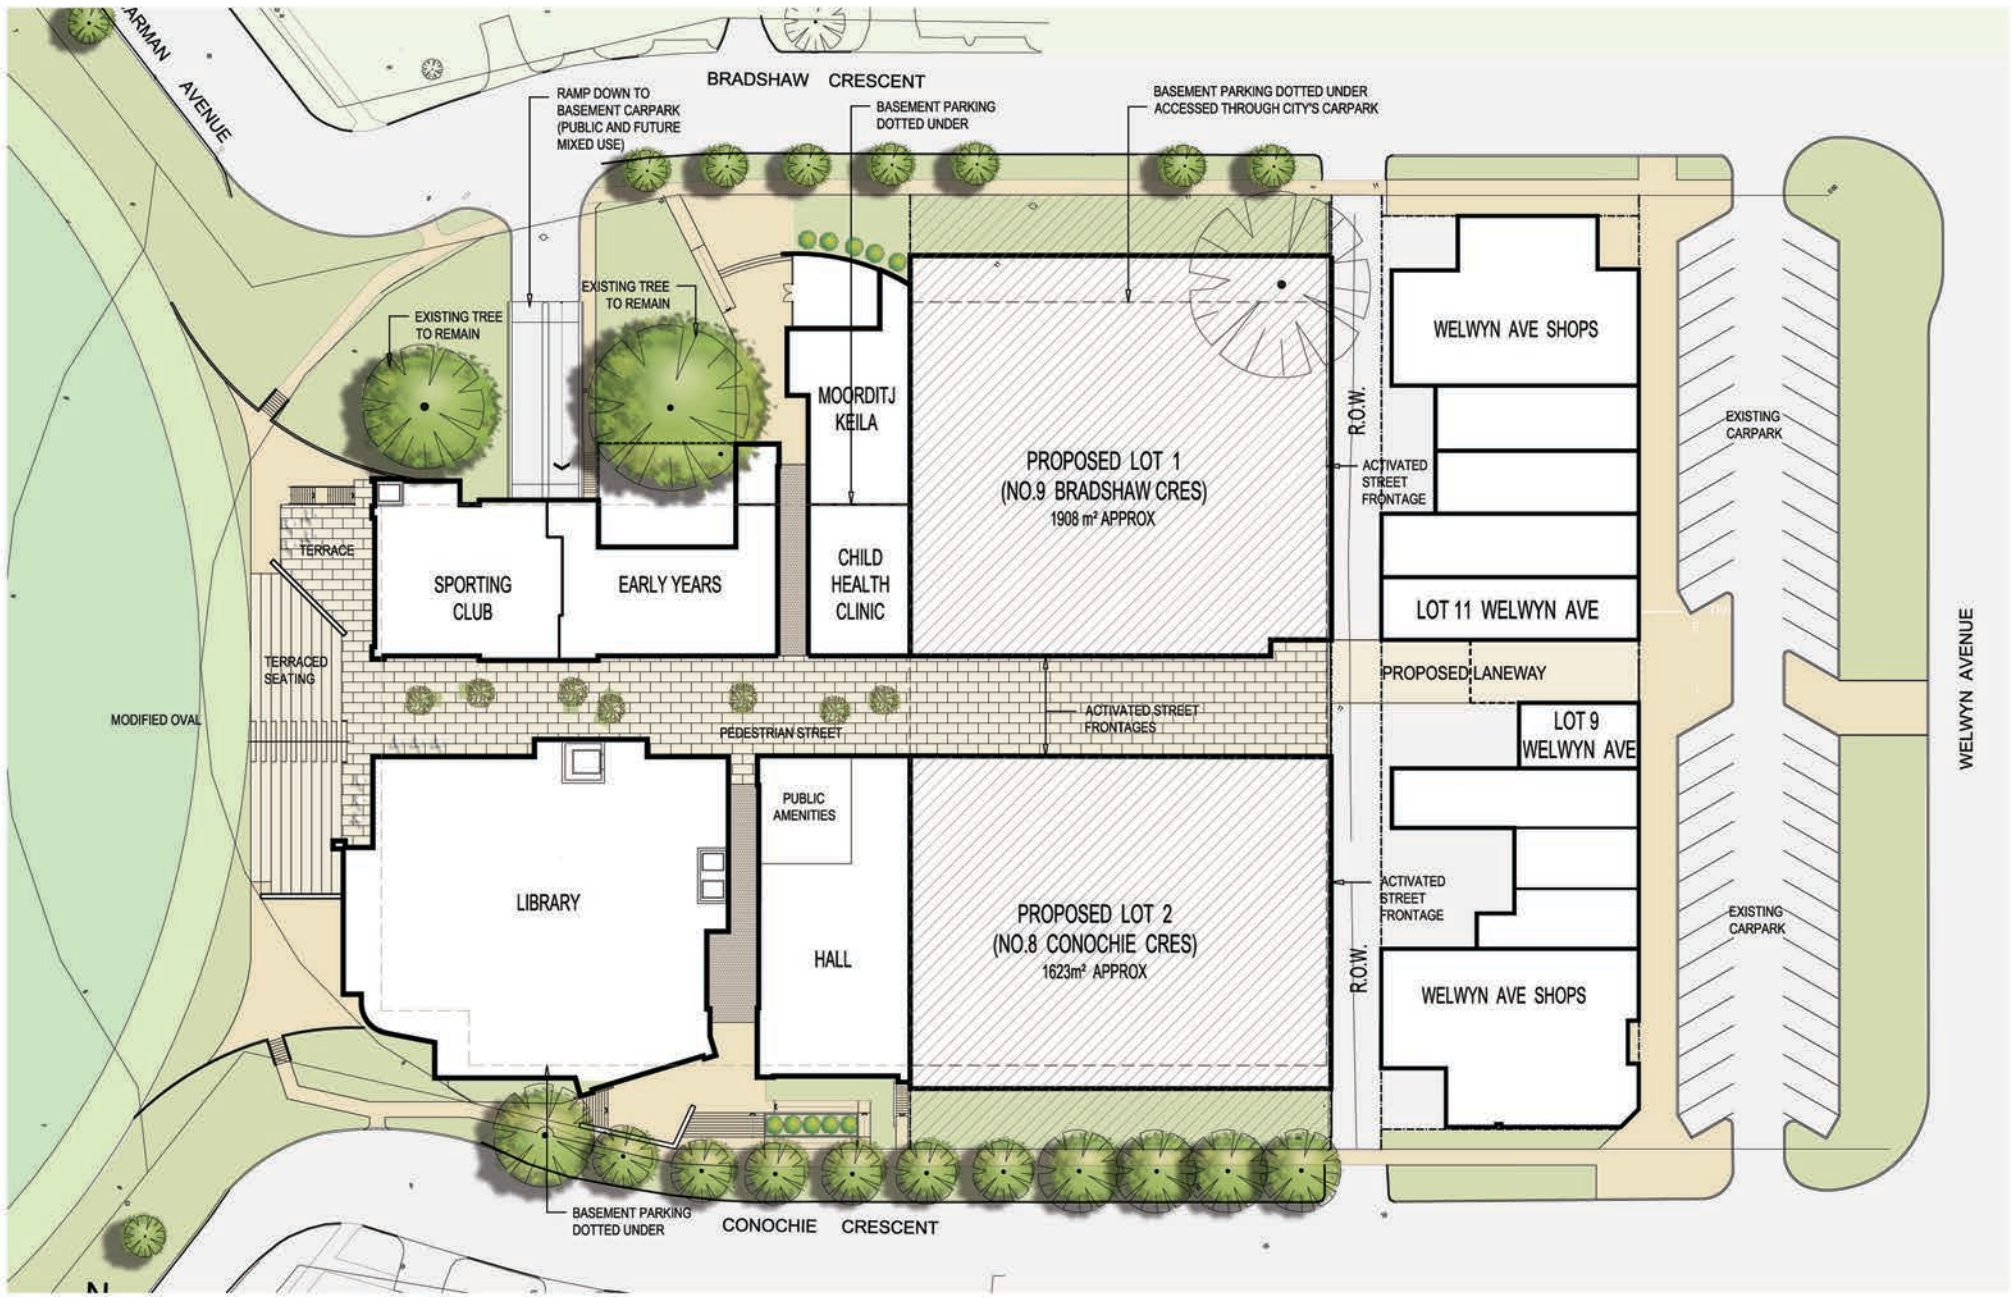 BRADSHAW CRESCENT
AVENUE
RAMP DOWN TO
BASEMENT CARPARK
(PUBLIC AND FUTURE
MIXED USE)
BASEMENT PARKING
DOTTED UNDER
BASEMENT PARKING DOTTED UNDER
ACCESSED THROUGH CITY'S CARPARK
EXISTING TREE
TO REMAIN
EXISTING TREE
TO REMAIN
MOORDITJ
KEILA
PROPOSED LOT 1
(NO.9 BRADSHAW CRES)
1908 m² APPROX
R.O.W.
ACTIVATED
STREET
FRONTAGE
WELWYN AVE SHOPS
EXISTING
CARPARK
TERRACE
SPORTING
CLUB
EARLY YEARS
CHILD
HEALTH
CLINIC
LOT 11 WELWYN AVE
WELWYN AVENUE
TERRACED
SEATING
MODIFIED OVAL
PEDESTRIAN STREET
ACTIVATED STREET
FRONTAGES
PROPOSED LANEWAY
LOT 9
WELWYN AVE
PUBLIC
AMENITIES
LIBRARY
HALL
PROPOSED LOT 2
(NO.8 CONOCHIE CRES)
1623m² APPROX
ACTIVATED
STREET
FRONTAGE
R.O.W.
WELWYN AVE SHOPS
EXISTING
CARPARK
BASEMENT PARKING
DOTTED UNDER
CONOCHIE CRESCENT